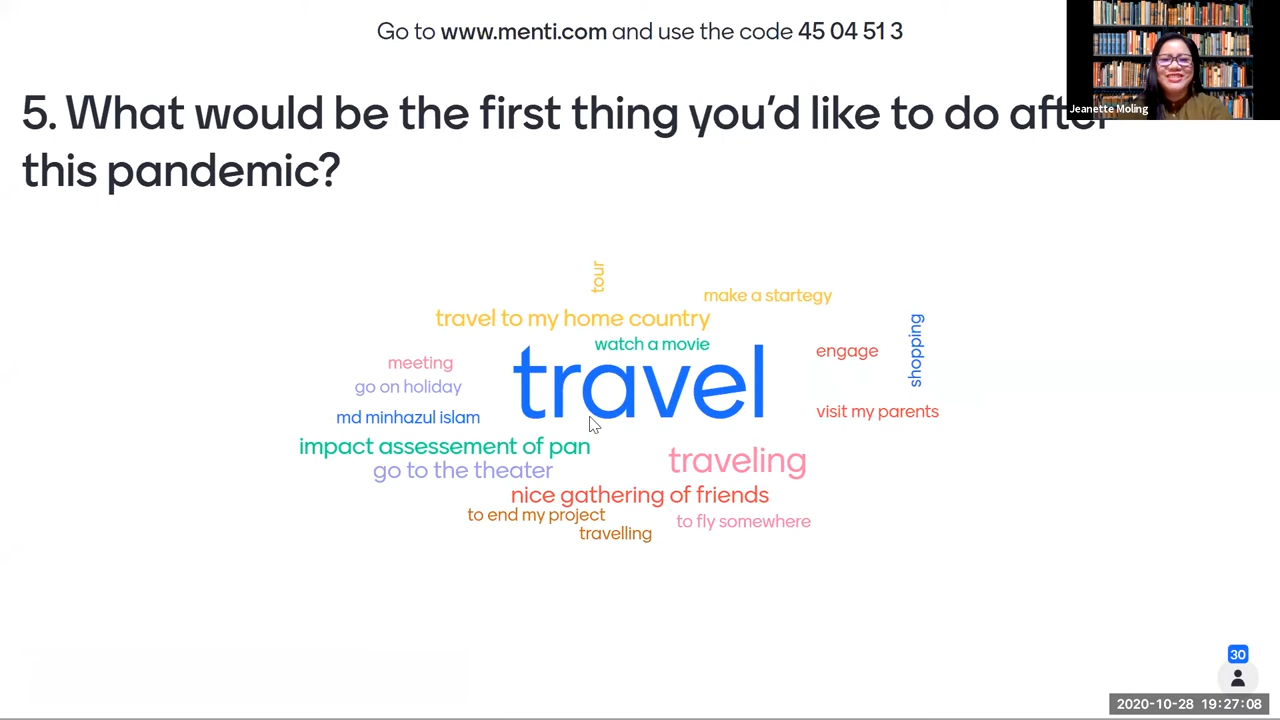 Go to www.menti.com and use the code 45 04 51 3
Jeanette Moling
5. What would be the first thing you'd like to do after
this pandemic?
tour
make a startegy
travel to my home country
shopping
watch a movie
engage
meeting
travel
go on holiday
visit my parents
md minhazul islam
impact assessement of pan
traveling
go to the theater
nice gathering of friends
to end my project
to fly somewhere
travelling
30
2020-10-28 19:27:08